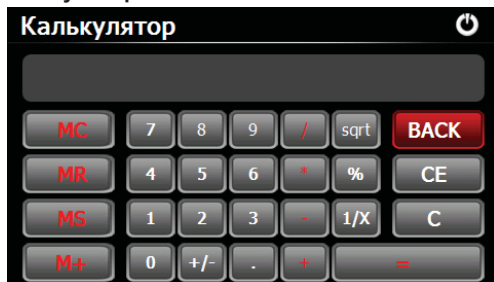 Калькулятор
MC 7 8 9 / sqrt BACK
MR 4 5 6 * % CE
MS 1 2 3 - 1/X C
M+ 0 +/- . + =